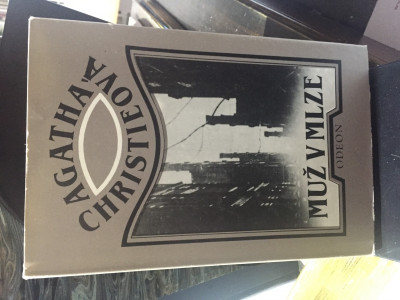 AGATHA
CHRISTIEOVÁ
MUŽ V MLZE
ODEON